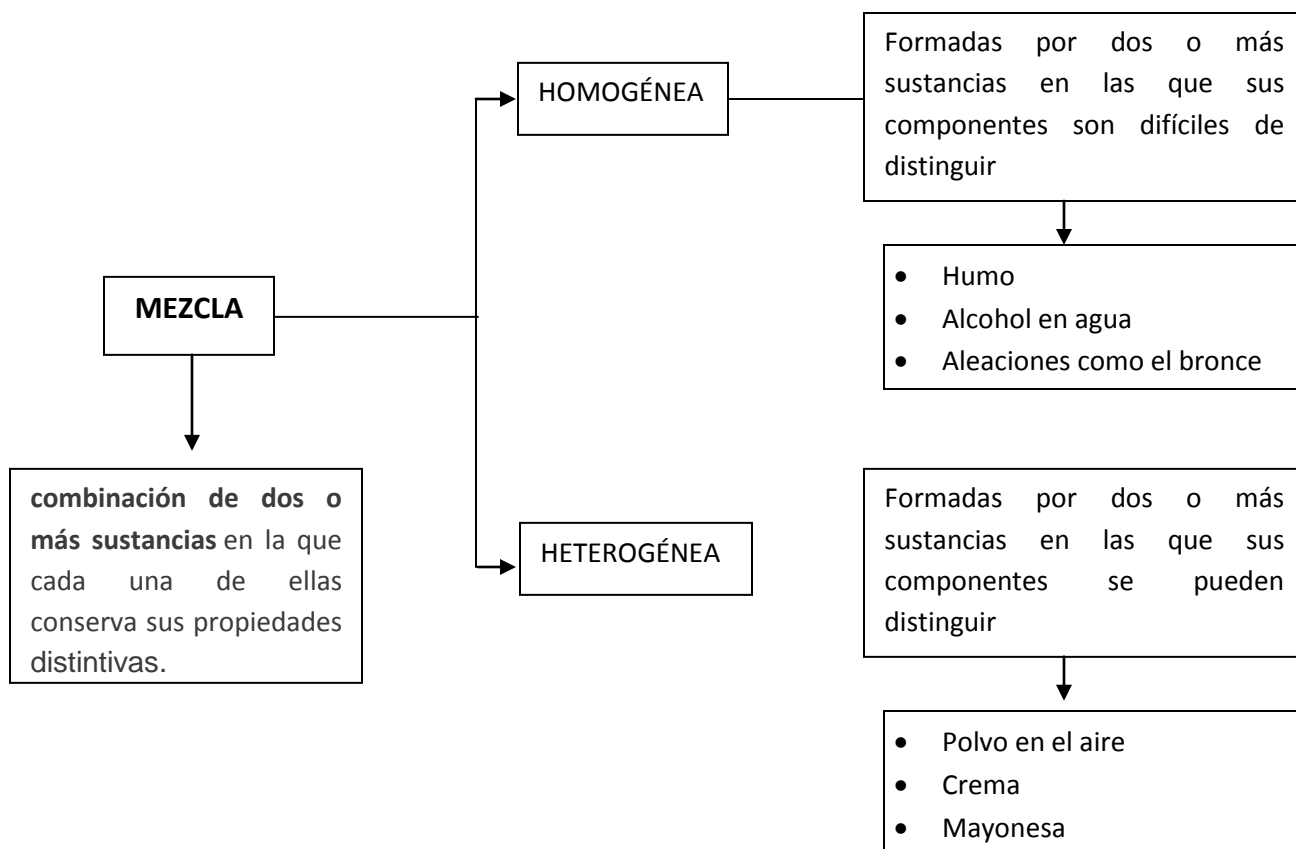 MEZCLA
combinación de dos o
más sustancias en la que
cada una de ellas
conserva sus propiedades
distintivas.
HOMOGÉNEA
Formadas por dos o más
sustancias en las que sus
componentes son difíciles de
distinguir
• Humo
• Alcohol en agua
• Aleaciones como el bronce
HETEROGÉNEA
Formadas por dos o más
sustancias en las que sus
componentes se pueden
distinguir
• Polvo en el aire
• Crema
• Mayonesa